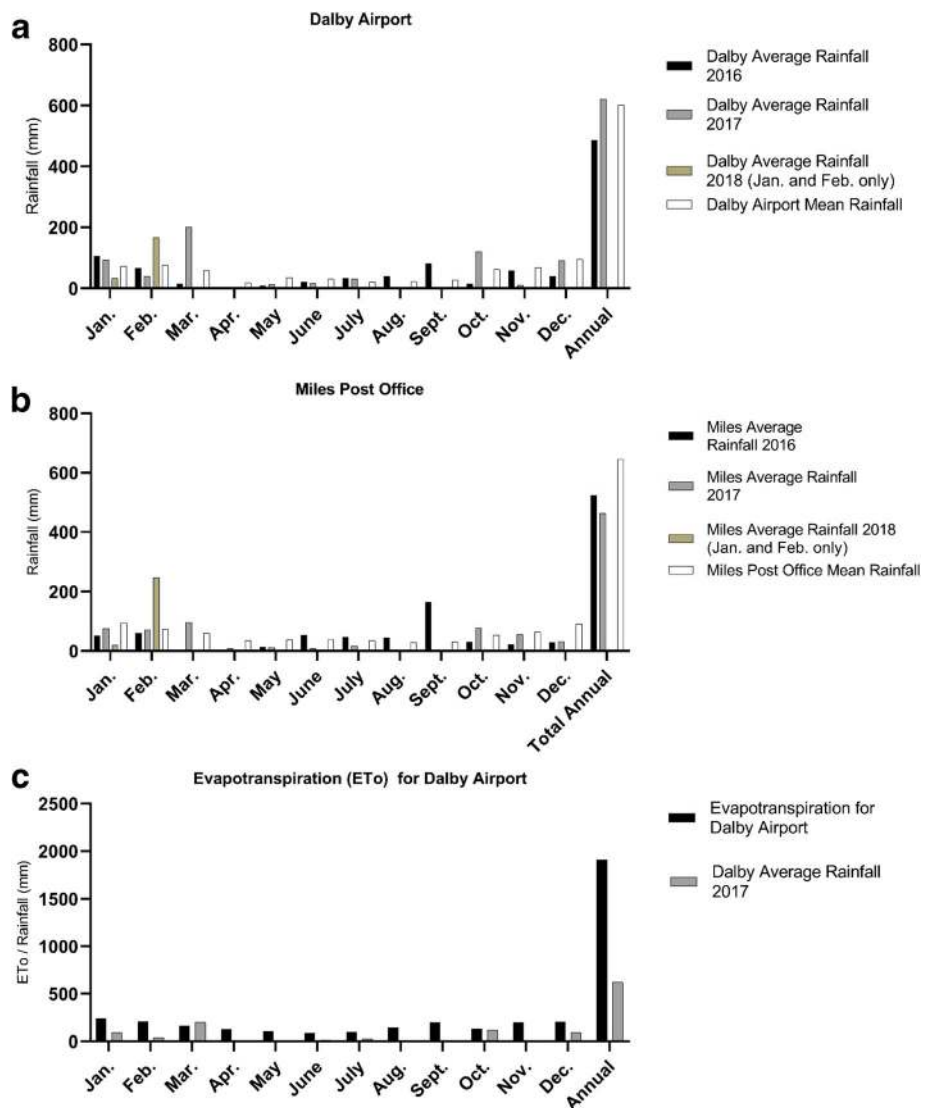 a
Dalby Airport
800
600
400
200
0
Rainfall (mm)
Jan.
Feb.
Mar.
Apr.
May
June
July
Aug.
Sept.
Oct.
Nov.
Dec.
Annual
Dalby Average Rainfall
2016
Dalby Average Rainfall
2017
Dalby Average Rainfall
2018 (Jan. and Feb. only)
Dalby Airport Mean Rainfall
b
Miles Post Office
800
600
400
200
0
Rainfall (mm)
Jan.
Feb.
Mar.
Apr.
May
June
July
Aug.
Sept.
Oct.
Nov.
Dec.
Total Annual
Miles Average
Rainfall 2016
Miles Average Rainfall
2017
Miles Average Rainfall 2018
(Jan. and Feb. only)
Miles Post Office Mean Rainfall
c
Evapotranspiration (ETo) for Dalby Airport
2500
2000
1500
1000
500
0
ETo / Rainfall (mm)
Jan.
Feb.
Mar.
Apr.
May
June
July
Aug.
Sept.
Oct.
Nov.
Dec.
Annual
Evapotranspiration for
Dalby Airport
Dalby Average Rainfall
2017